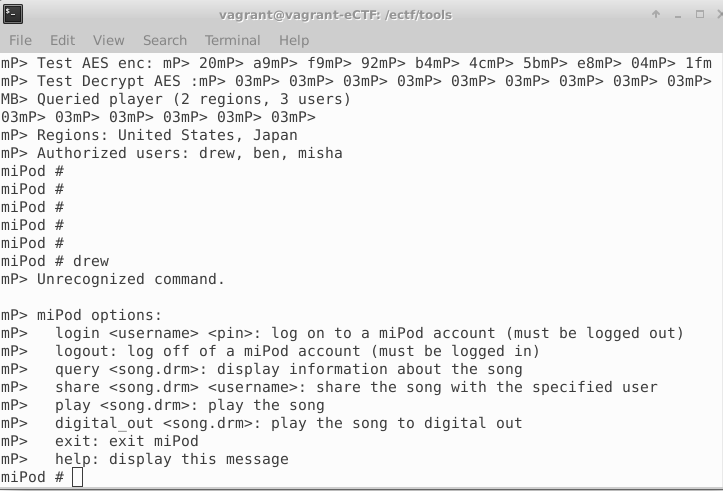 vagrant@vagrant-eCTF: /ectf/tools
File Edit View Search Terminal Help
mP> Test AES enc: mP> 20mP> a9mP> f9mP> 92mP> b4mP> 4cmP> 5bmP> e8mP> 04mP> 1fm
mP> Test Decrypt AES :mP> 03mP> 03mP> 03mP> 03mP> 03mP> 03mP> 03mP> 03mP> 03mP>
MB> Queried player (2 regions, 3 users)
03mP> 03mP> 03mP> 03mP> 03mP>
mP> Regions: United States, Japan
mP> Authorized users: drew, ben, misha
miPod #
miPod #
miPod #
miPod #
miPod #
miPod # drew
mP> Unrecognized command.
mP> miPod options:
mP>   login <username> <pin>: log on to a miPod account (must be logged out)
mP>   logout: log off of a miPod account (must be logged in)
mP>   query <song.drm>: display information about the song
mP>   share <song.drm> <username>: share the song with the specified user
mP>   play <song.drm>: play the song
mP>   digital_out <song.drm>: play the song to digital out
mP>   exit: exit miPod
mP>   help: display this message
miPod #